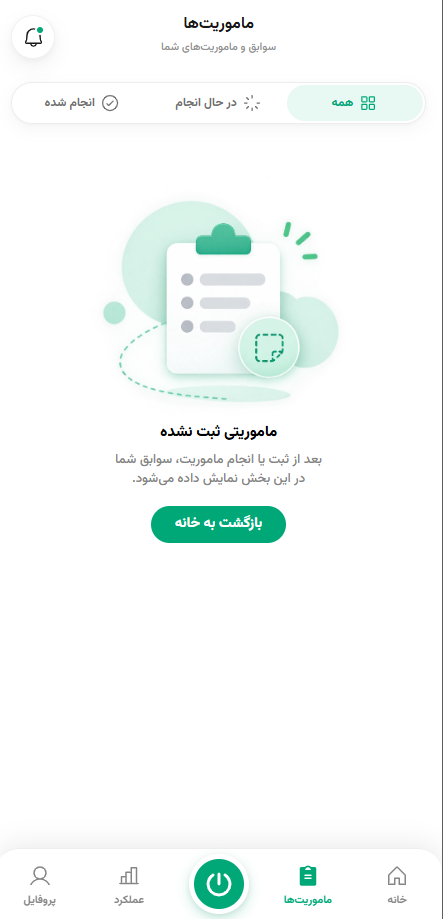 ماموریت‌ها
سوابق و ماموریت‌های شما
همه
در حال انجام
انجام شده
ماموریتی ثبت نشده
بعد از ثبت یا انجام ماموریت، سوابق شما
در این بخش نمایش داده می‌شود.
بازگشت به خانه
خانه
ماموریت‌ها
عملکرد
پروفایل